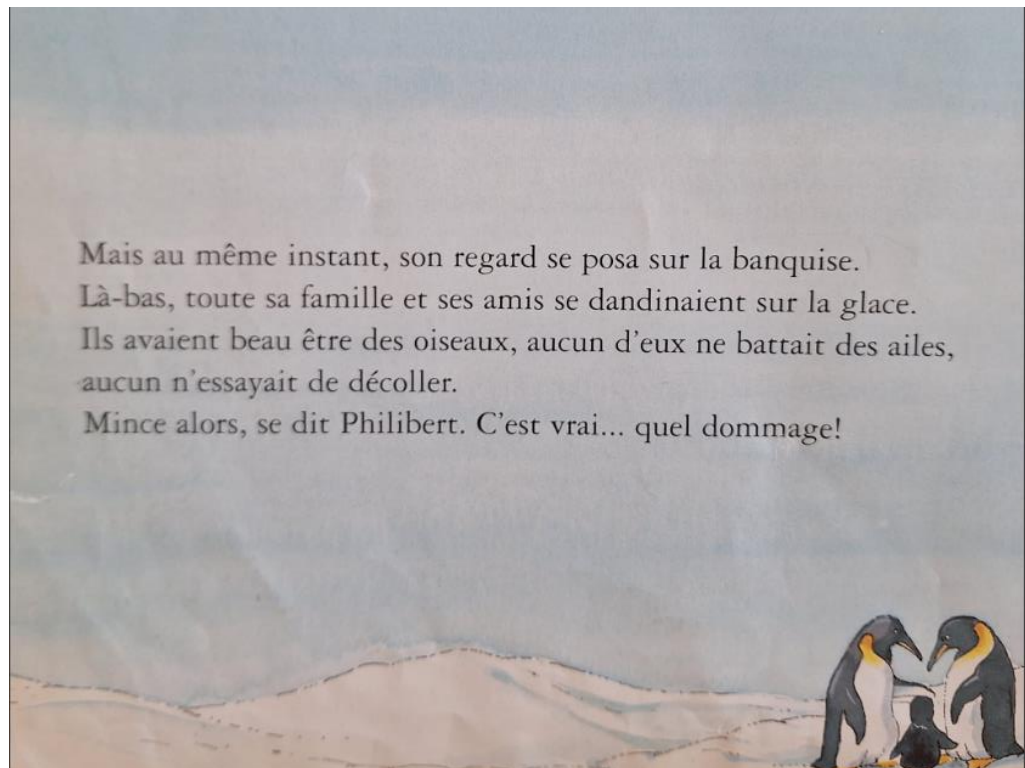 Mais au même instant, son regard se posa sur la banquise.
Là-bas, toute sa famille et ses amis se dandinaient sur la glace.
Ils avaient beau être des oiseaux, aucun d'eux ne battait des ailes,
aucun n'essayait de décoller.
Mince alors, se dit Philibert. C'est vrai... quel dommage!